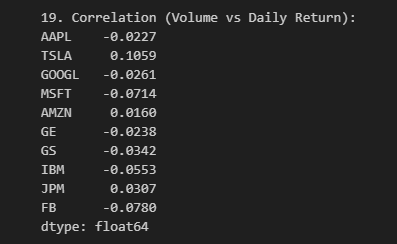 19. Correlation (Volume vs Daily Return):
AAPL    -0.0227
TSLA     0.1059
GOOGL   -0.0261
MSFT    -0.0714
AMZN     0.0160
GE      -0.0238
GS      -0.0342
IBM     -0.0553
JPM      0.0307
FB      -0.0780
dtype: float64